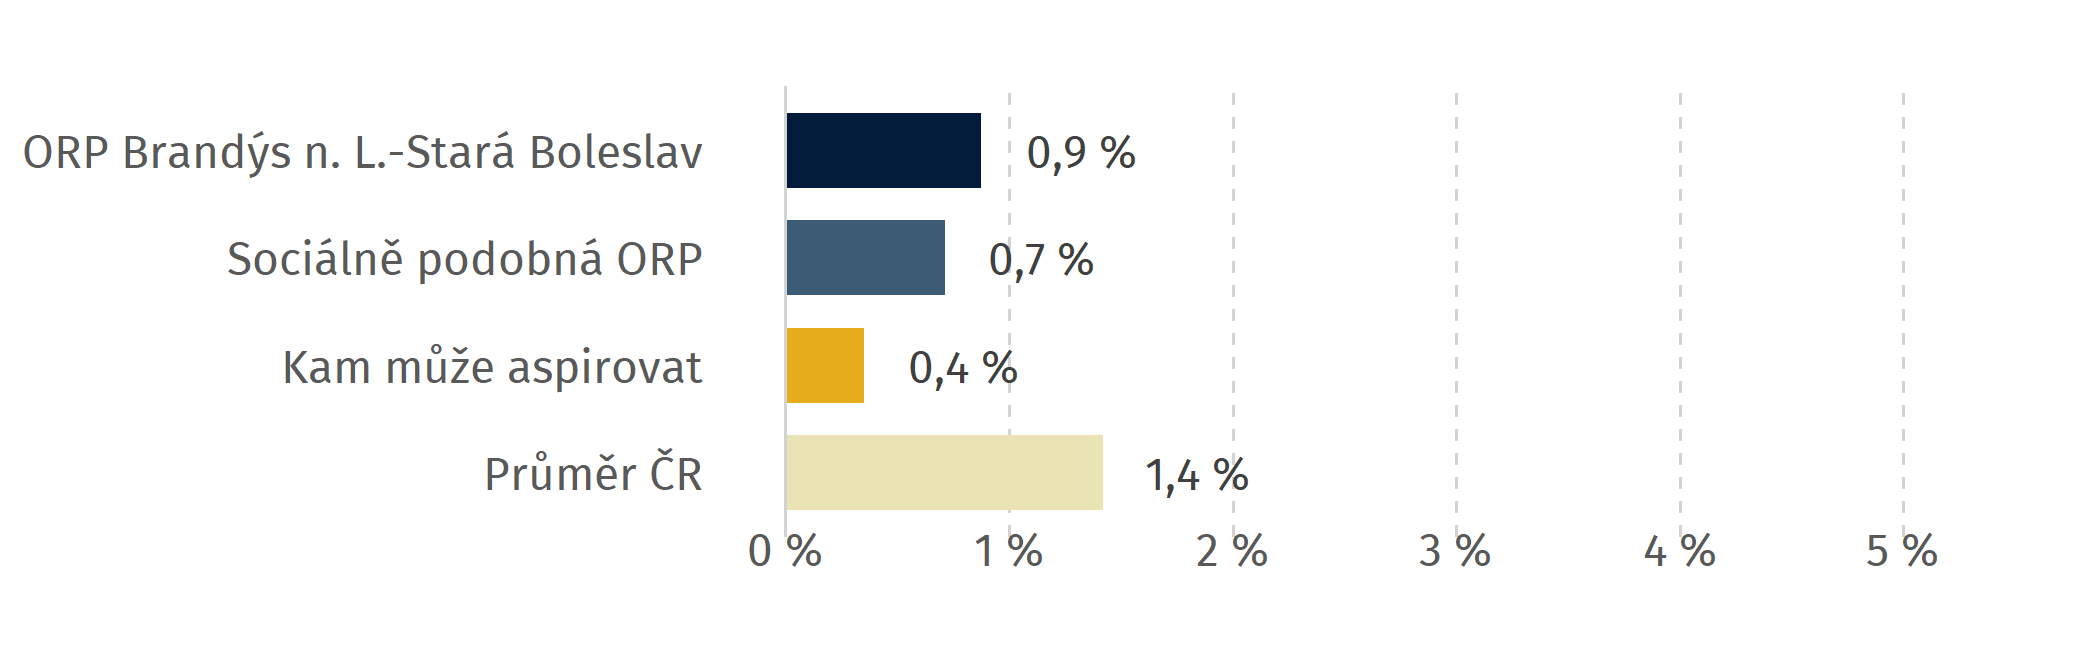 ORP Brandýs n. L.-Stará Boleslav 0,9 %
Sociálně podobná ORP 0,7 %
Kam může aspirovat 0,4 %
Průměr ČR 1,4 %
0 % 1 % 2 % 3 % 4 % 5 %